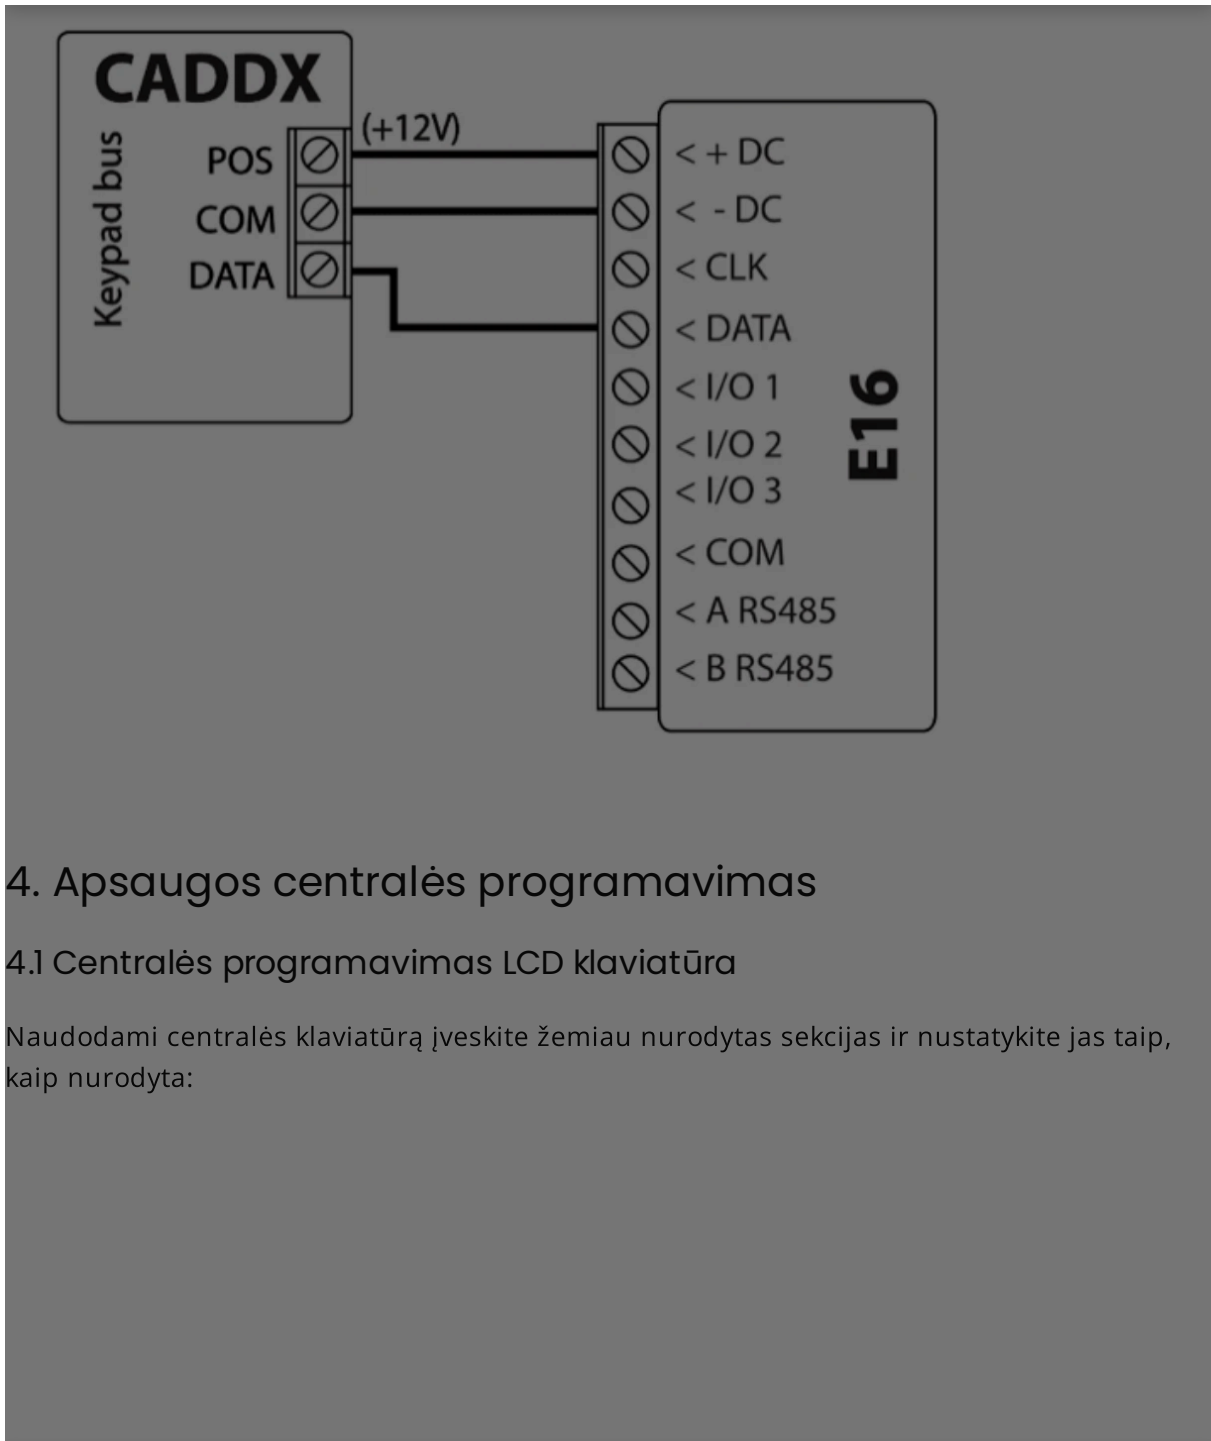 CADDX
Keypad bus
POS
COM
DATA
(+12V)
< + DC
< - DC
< CLK
< DATA
< I/O 1
< I/O 2
< I/O 3
< COM
< A RS485
< B RS485
E16
4. Apsaugos centralės programavimas
4.1 Centralės programavimas LCD klaviatūra
Naudodami centralės klaviatūrą įveskite žemiau nurodytas sekcijas ir nustatykite jas taip,
kaip nurodyta: